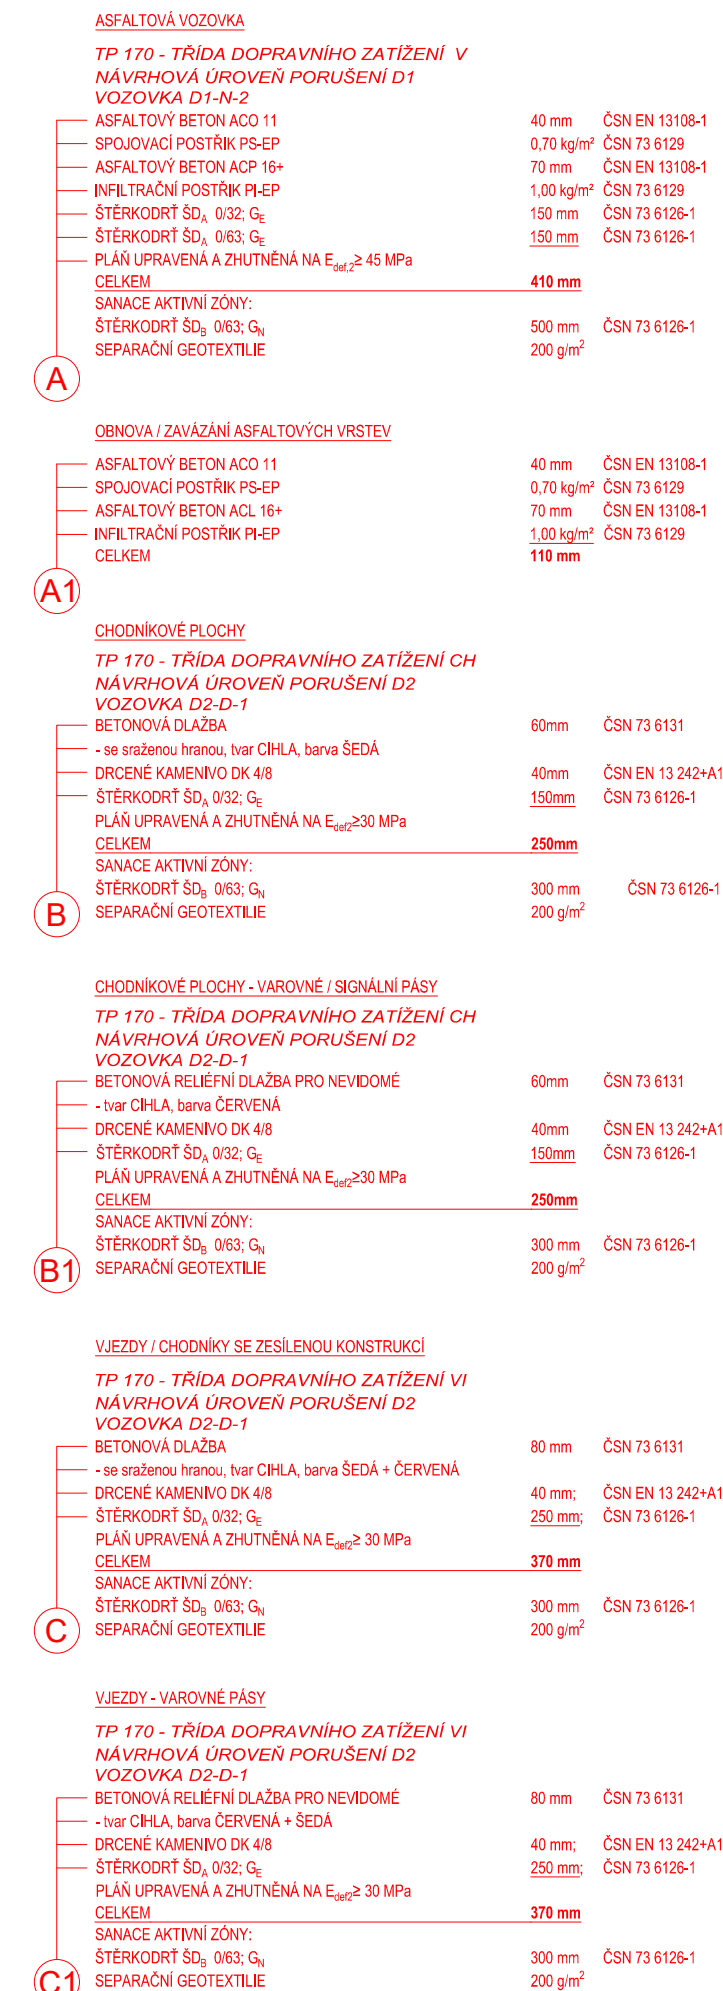 ASFALTOVÁ VOZOVKA
TP 170 - TŘÍDA DOPRAVNÍHO ZATÍŽENÍ V
NÁVRHOVÁ ÚROVEŇ PORUŠENÍ D1
VOZOVKA D1-N-2
ASFALTOVÝ BETON ACO 11 40 mm ČSN EN 13108-1
SPOJOVACÍ POSTŘIK PS-EP 0,70 kg/m² ČSN 73 6129
ASFALTOVÝ BETON ACP 16+ 70 mm ČSN EN 13108-1
INFILTRAČNÍ POSTŘIK PI-EP 1,00 kg/m² ČSN 73 6129
ŠTĚRKODRŤ ŠDA 0/32; GE 150 mm ČSN 73 6126-1
ŠTĚRKODRŤ ŠDA 0/63; GE 150 mm ČSN 73 6126-1
PLÁŇ UPRAVENÁ A ZHUTNĚNÁ NA Edef,2≥ 45 MPa
CELKEM 410 mm
SANACE AKTIVNÍ ZÓNY:
ŠTĚRKODRŤ ŠDB 0/63; GN 500 mm ČSN 73 6126-1
SEPARAČNÍ GEOTEXTILIE 200 g/m²
A
OBNOVA / ZAVÁZÁNÍ ASFALTOVÝCH VRSTEV
ASFALTOVÝ BETON ACO 11 40 mm ČSN EN 13108-1
SPOJOVACÍ POSTŘIK PS-EP 0,70 kg/m² ČSN 73 6129
ASFALTOVÝ BETON ACL 16+ 70 mm ČSN EN 13108-1
INFILTRAČNÍ POSTŘIK PI-EP 1,00 kg/m² ČSN 73 6129
CELKEM 110 mm
A1
CHODNÍKOVÉ PLOCHY
TP 170 - TŘÍDA DOPRAVNÍHO ZATÍŽENÍ CH
NÁVRHOVÁ ÚROVEŇ PORUŠENÍ D2
VOZOVKA D2-D-1
BETONOVÁ DLAŽBA 60mm ČSN 73 6131
- se sraženou hranou, tvar CIHLA, barva ŠEDÁ
DRCENÉ KAMENIVO DK 4/8 40mm ČSN EN 13 242+A1
ŠTĚRKODRŤ ŠDA 0/32; GE 150mm ČSN 73 6126-1
PLÁŇ UPRAVENÁ A ZHUTNĚNÁ NA Edef2≥30 MPa
CELKEM 250mm
SANACE AKTIVNÍ ZÓNY:
ŠTĚRKODRŤ ŠDB 0/63; GN 300 mm ČSN 73 6126-1
SEPARAČNÍ GEOTEXTILIE 200 g/m²
B
CHODNÍKOVÉ PLOCHY - VAROVNÉ / SIGNÁLNÍ PÁSY
TP 170 - TŘÍDA DOPRAVNÍHO ZATÍŽENÍ CH
NÁVRHOVÁ ÚROVEŇ PORUŠENÍ D2
VOZOVKA D2-D-1
BETONOVÁ RELIÉFNÍ DLAŽBA PRO NEVIDOMÉ 60mm ČSN 73 6131
- tvar CIHLA, barva ČERVENÁ
DRCENÉ KAMENIVO DK 4/8 40mm ČSN EN 13 242+A1
ŠTĚRKODRŤ ŠDA 0/32; GE 150mm ČSN 73 6126-1
PLÁŇ UPRAVENÁ A ZHUTNĚNÁ NA Edef2≥30 MPa
CELKEM 250mm
SANACE AKTIVNÍ ZÓNY:
ŠTĚRKODRŤ ŠDB 0/63; GN 300 mm ČSN 73 6126-1
SEPARAČNÍ GEOTEXTILIE 200 g/m²
B1
VJEZDY / CHODNÍKY SE ZESÍLENOU KONSTRUKCÍ
TP 170 - TŘÍDA DOPRAVNÍHO ZATÍŽENÍ VI
NÁVRHOVÁ ÚROVEŇ PORUŠENÍ D2
VOZOVKA D2-D-1
BETONOVÁ DLAŽBA 80 mm ČSN 73 6131
- se sraženou hranou, tvar CIHLA, barva ŠEDÁ + ČERVENÁ
DRCENÉ KAMENIVO DK 4/8 40 mm; ČSN EN 13 242+A1
ŠTĚRKODRŤ ŠDA 0/32; GE 250 mm; ČSN 73 6126-1
PLÁŇ UPRAVENÁ A ZHUTNĚNÁ NA Edef2≥ 30 MPa
CELKEM 370 mm
SANACE AKTIVNÍ ZÓNY:
ŠTĚRKODRŤ ŠDB 0/63; GN 300 mm ČSN 73 6126-1
SEPARAČNÍ GEOTEXTILIE 200 g/m²
C
VJEZDY - VAROVNÉ PÁSY
TP 170 - TŘÍDA DOPRAVNÍHO ZATÍŽENÍ VI
NÁVRHOVÁ ÚROVEŇ PORUŠENÍ D2
VOZOVKA D2-D-1
BETONOVÁ RELIÉFNÍ DLAŽBA PRO NEVIDOMÉ 80 mm ČSN 73 6131
- tvar CIHLA, barva ČERVENÁ + ŠEDÁ
DRCENÉ KAMENIVO DK 4/8 40 mm; ČSN EN 13 242+A1
ŠTĚRKODRŤ ŠDA 0/32; GE 250 mm; ČSN 73 6126-1
PLÁŇ UPRAVENÁ A ZHUTNĚNÁ NA Edef2≥ 30 MPa
CELKEM 370 mm
SANACE AKTIVNÍ ZÓNY:
ŠTĚRKODRŤ ŠDB 0/63; GN 300 mm ČSN 73 6126-1
SEPARAČNÍ GEOTEXTILIE 200 g/m²
C1